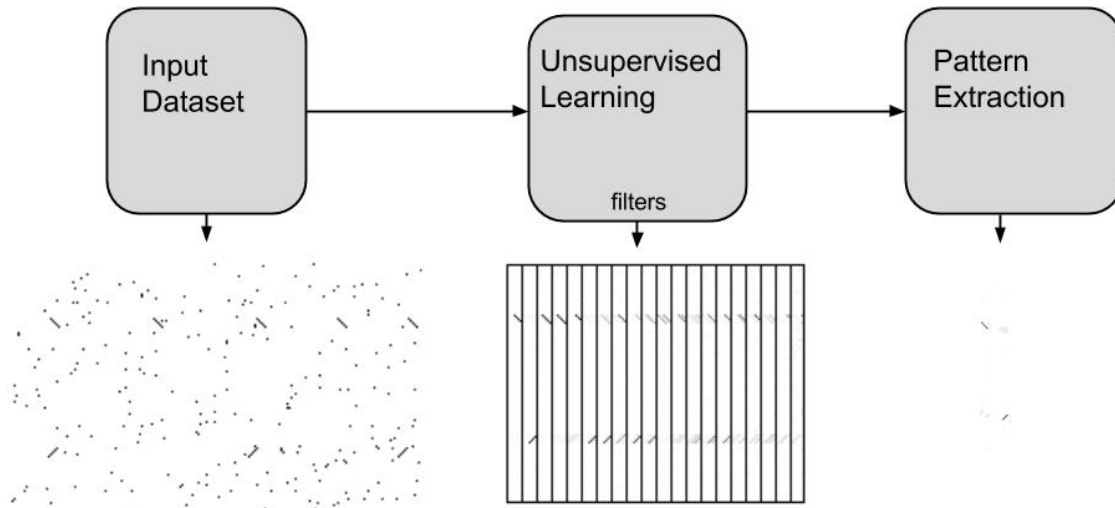 Input
Dataset
Unsupervised
Learning
filters
Pattern
Extraction